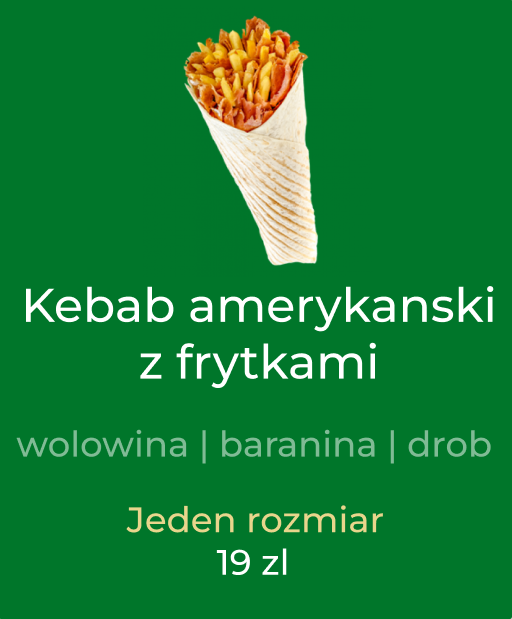 Kebab amerykanski
z frytkami
wolowina | baranina | drob
Jeden rozmiar
19 zl